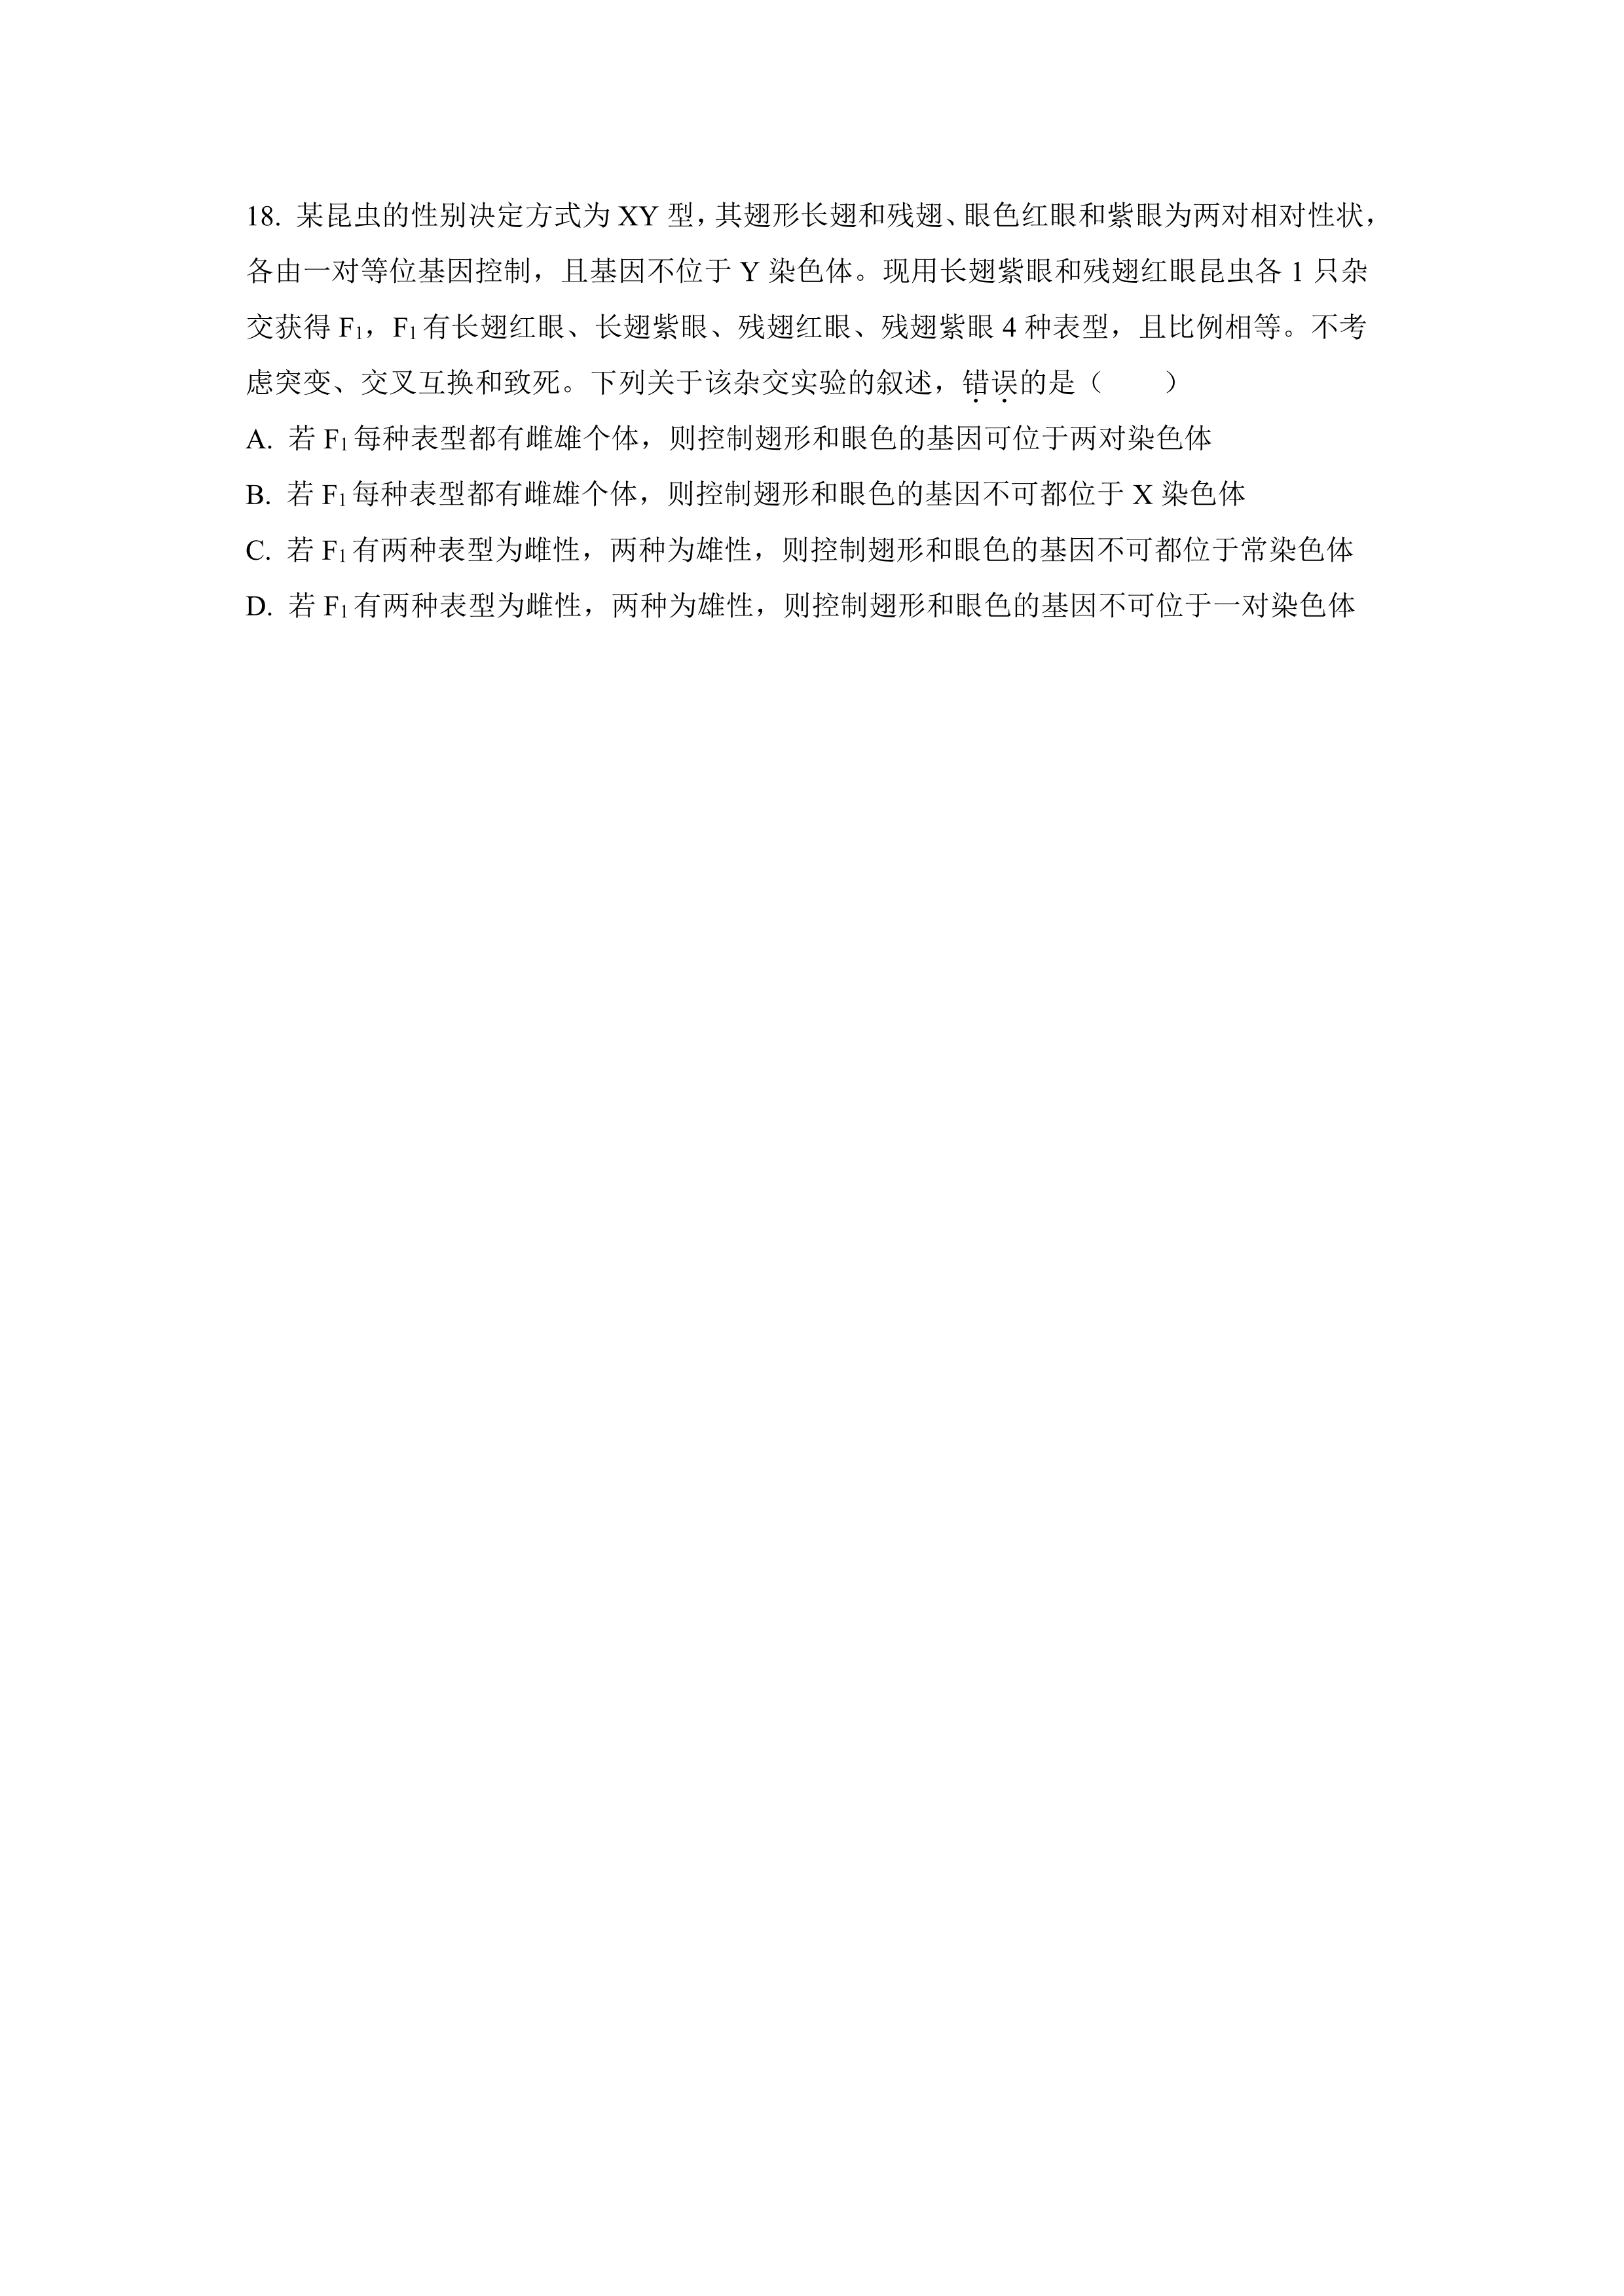 18. 某昆虫的性别决定方式为 XY 型，其翅形长翅和残翅、眼色红眼和紫眼为两对相对性状，
各由一对等位基因控制，且基因不位于 Y 染色体。现用长翅紫眼和残翅红眼昆虫各 1 只杂
交获得 F₁，F₁ 有长翅红眼、长翅紫眼、残翅红眼、残翅紫眼 4 种表型，且比例相等。不考
虑突变、交叉互换和致死。下列关于该杂交实验的叙述，错误的是（　　）
A. 若 F₁ 每种表型都有雌雄个体，则控制翅形和眼色的基因可位于两对染色体
B. 若 F₁ 每种表型都有雌雄个体，则控制翅形和眼色的基因不可都位于 X 染色体
C. 若 F₁ 有两种表型为雌性，两种为雄性，则控制翅形和眼色的基因不可都位于常染色体
D. 若 F₁ 有两种表型为雌性，两种为雄性，则控制翅形和眼色的基因不可位于一对染色体